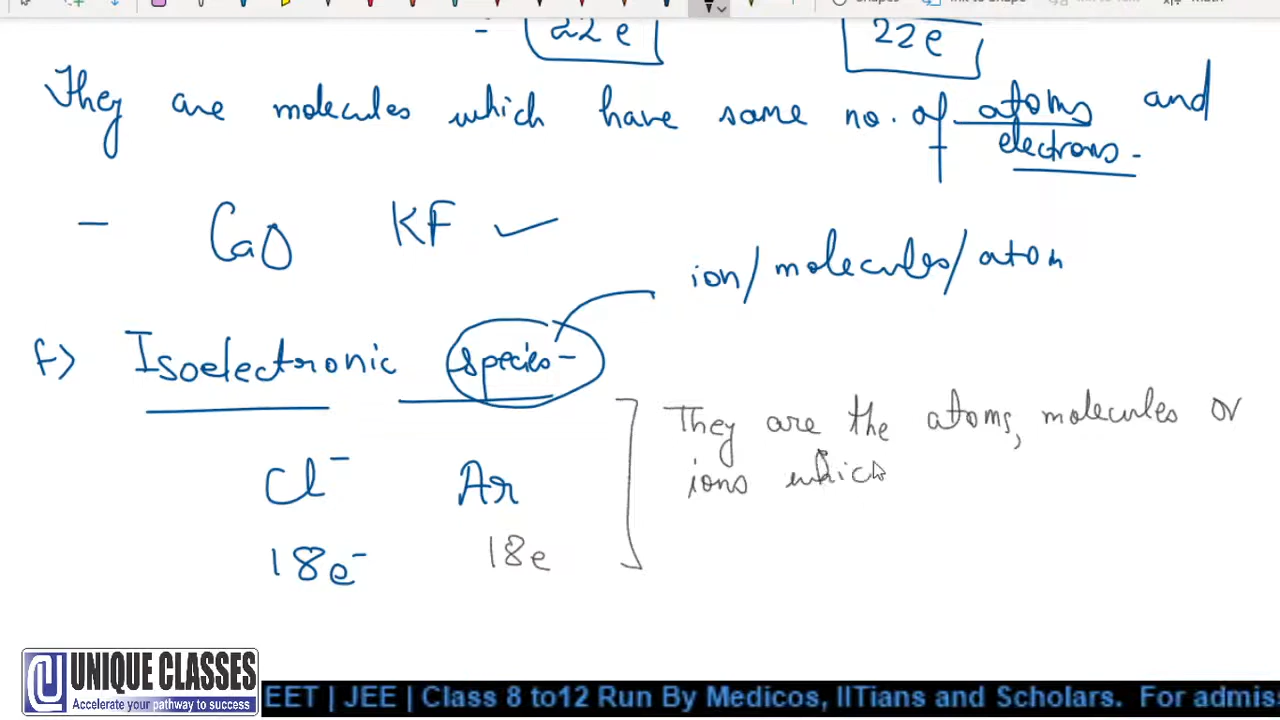 22 e 22e
They are molecules which have same no. of atoms and
electrons.
- CaO KF ✓
ion/molecules/atom
f) Isoelectronic species-
They are the atoms, molecules or
ions which
Cl⁻ Ar
18e⁻ 18e
UNIQUE CLASSES
Accelerate your pathway to success
EET | JEE | Class 8 to12 Run By Medicos, IITians and Scholars. For admis